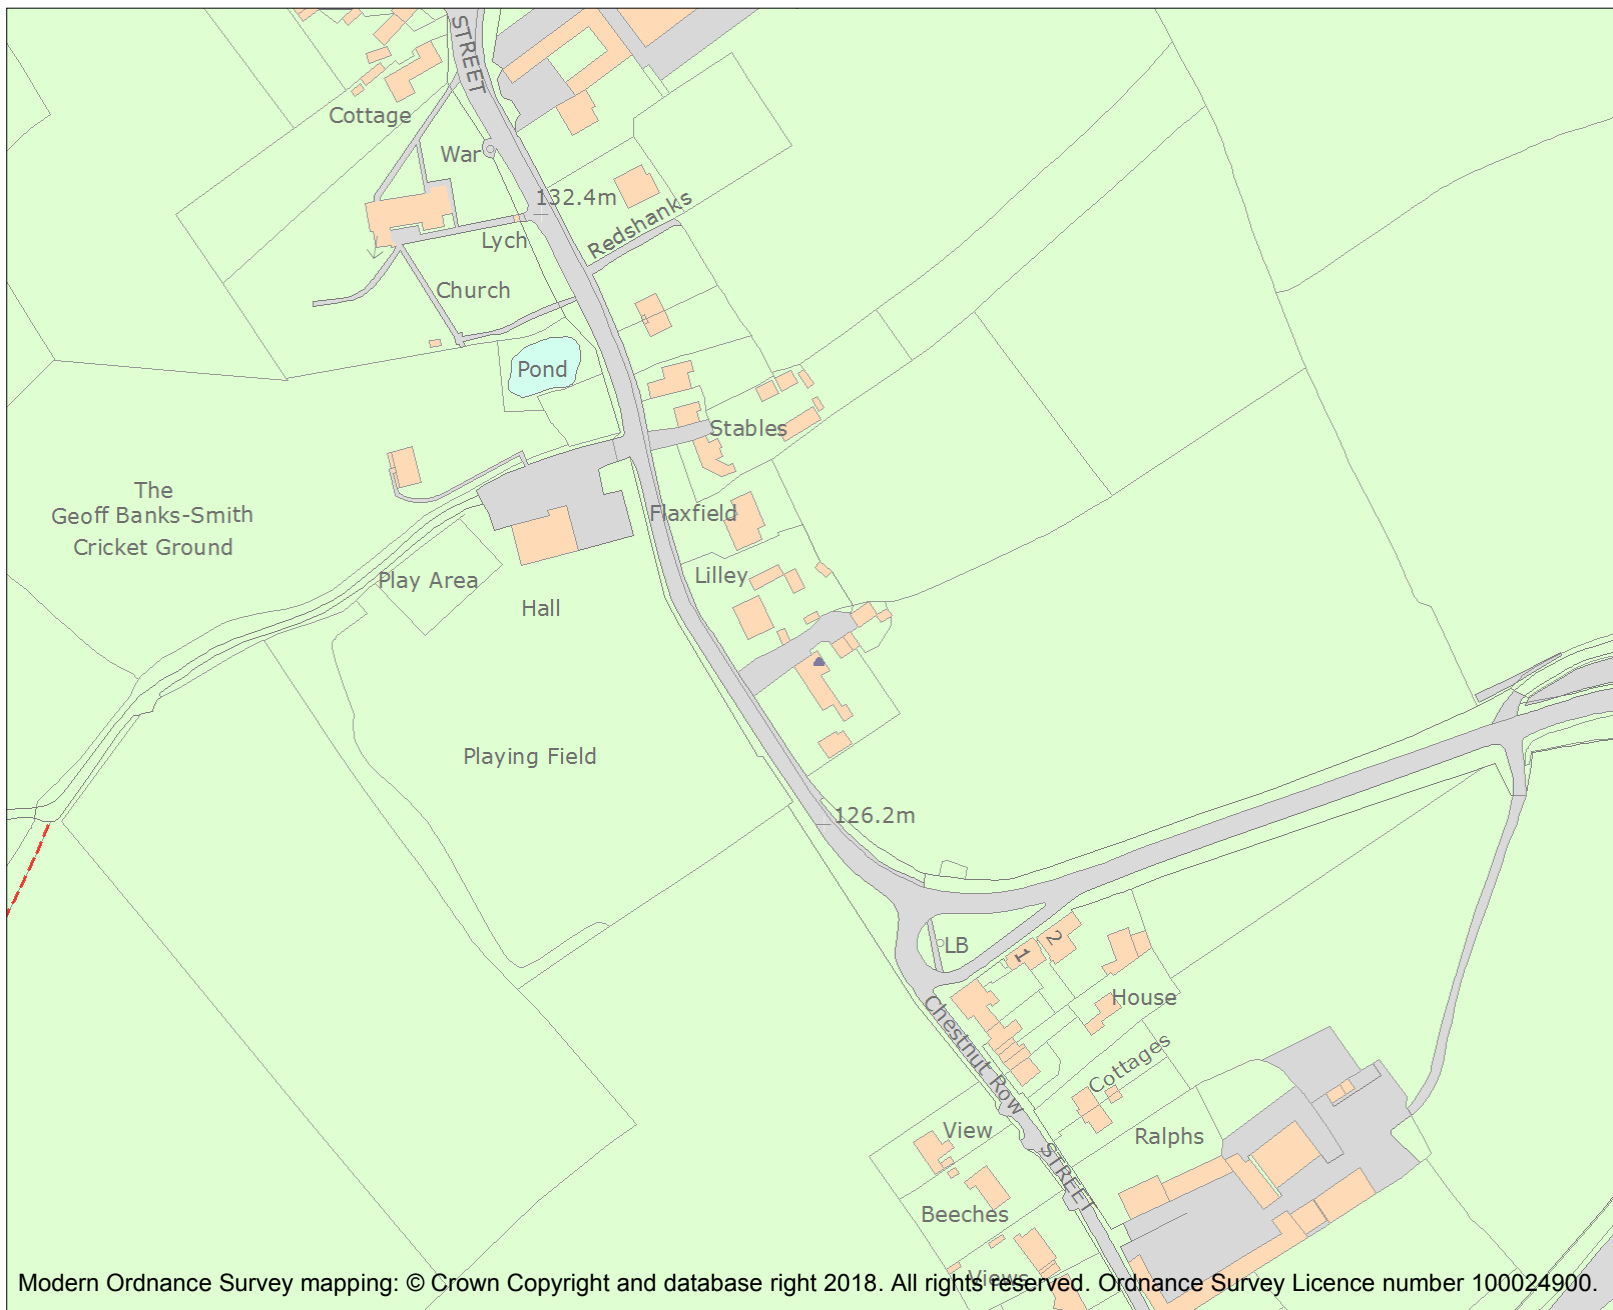 STREET
Cottage
War
132.4m
Redshanks
Lych
Church
Pond
Stables
The
Geoff Banks-Smith
Cricket Ground
Flaxfield
Play Area
Lilley
Hall
Playing Field
126.2m
LB
1
2
House
Chestnut Row
Cottages
View
Ralphs
STREET
Beeches
Views
Modern Ordnance Survey mapping: © Crown Copyright and database right 2018. All rights reserved. Ordnance Survey Licence number 100024900.